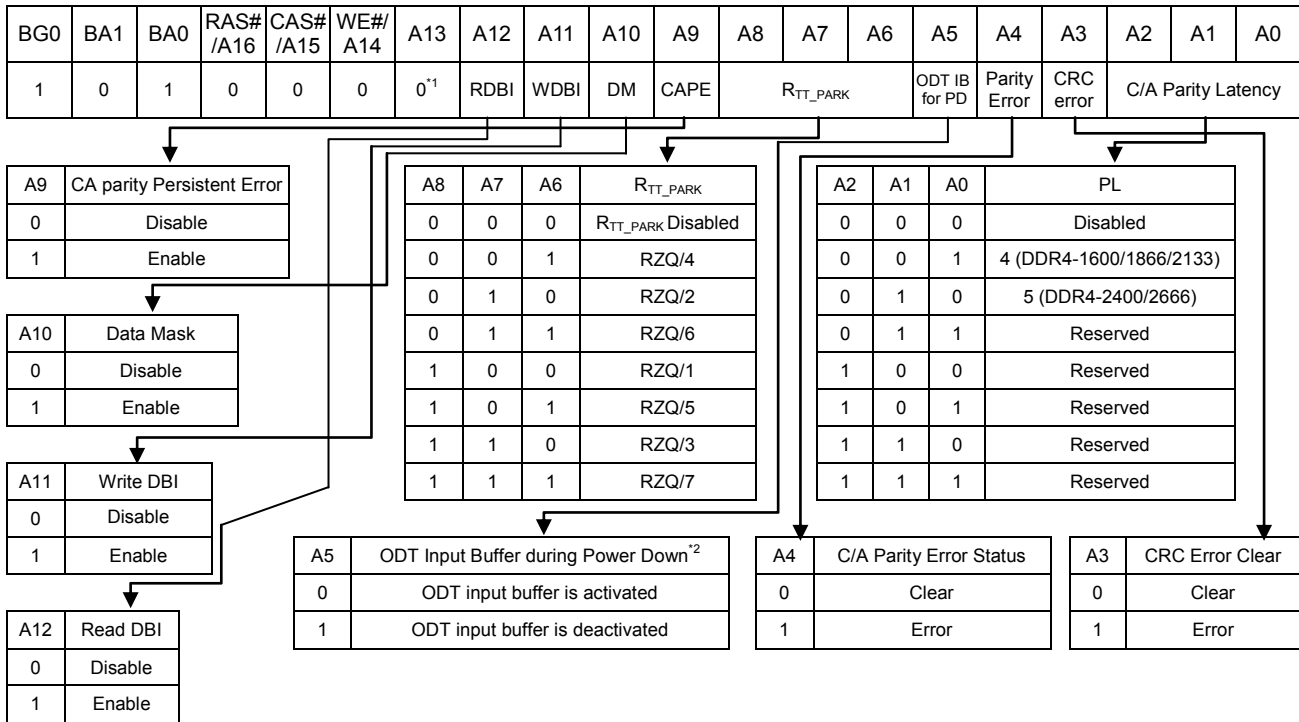 BG0 BA1 BA0 RAS# /A16 CAS# /A15 WE#/ A14 A13 A12 A11 A10 A9 A8 A7 A6 A5 A4 A3 A2 A1 A0
1 0 1 0 0 0 0*1 RDBI WDBI DM CAPE RTT_PARK ODT IB for PD Parity Error CRC error C/A Parity Latency
A9 CA parity Persistent Error
0 Disable
1 Enable
A10 Data Mask
0 Disable
1 Enable
A11 Write DBI
0 Disable
1 Enable
A12 Read DBI
0 Disable
1 Enable
A8 A7 A6 RTT_PARK
0 0 0 RTT_PARK Disabled
0 0 1 RZQ/4
0 1 0 RZQ/2
0 1 1 RZQ/6
1 0 0 RZQ/1
1 0 1 RZQ/5
1 1 0 RZQ/3
1 1 1 RZQ/7
A2 A1 A0 PL
0 0 0 Disabled
0 0 1 4 (DDR4-1600/1866/2133)
0 1 0 5 (DDR4-2400/2666)
0 1 1 Reserved
1 0 0 Reserved
1 0 1 Reserved
1 1 0 Reserved
1 1 1 Reserved
A5 ODT Input Buffer during Power Down*2
0 ODT input buffer is activated
1 ODT input buffer is deactivated
A4 C/A Parity Error Status
0 Clear
1 Error
A3 CRC Error Clear
0 Clear
1 Error